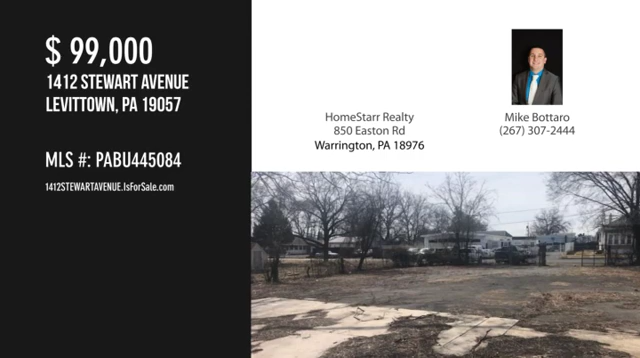 $ 99,000
1412 STEWART AVENUE
LEVITTOWN, PA 19057
MLS #: PABU445084
1412STEWARTAVENUE.IsForSale.com
HomeStarr Realty
850 Easton Rd
Warrington, PA 18976
Mike Bottaro
(267) 307-2444